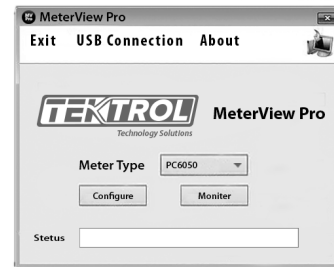 MeterView Pro
Exit USB Connection About
TEKTROL
Technology Solutions
MeterView Pro
Meter Type PC6050
Configure Moniter
Stetus